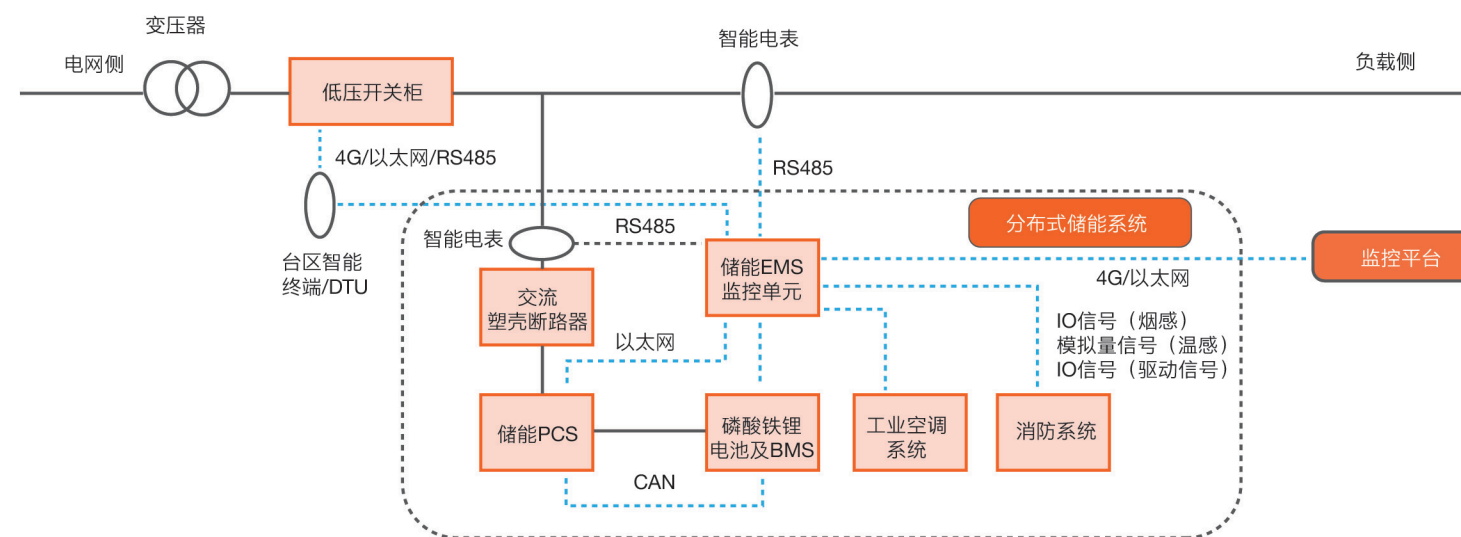 变压器
电网侧
低压开关柜
智能电表
负载侧
4G/以太网/RS485
RS485
台区智能
终端/DTU
智能电表
RS485
分布式储能系统
储能EMS
监控单元
4G/以太网
监控平台
交流
塑壳断路器
以太网
IO信号（烟感）
模拟量信号（温感）
IO信号（驱动信号）
储能PCS
磷酸铁锂
电池及BMS
工业空调
系统
消防系统
CAN